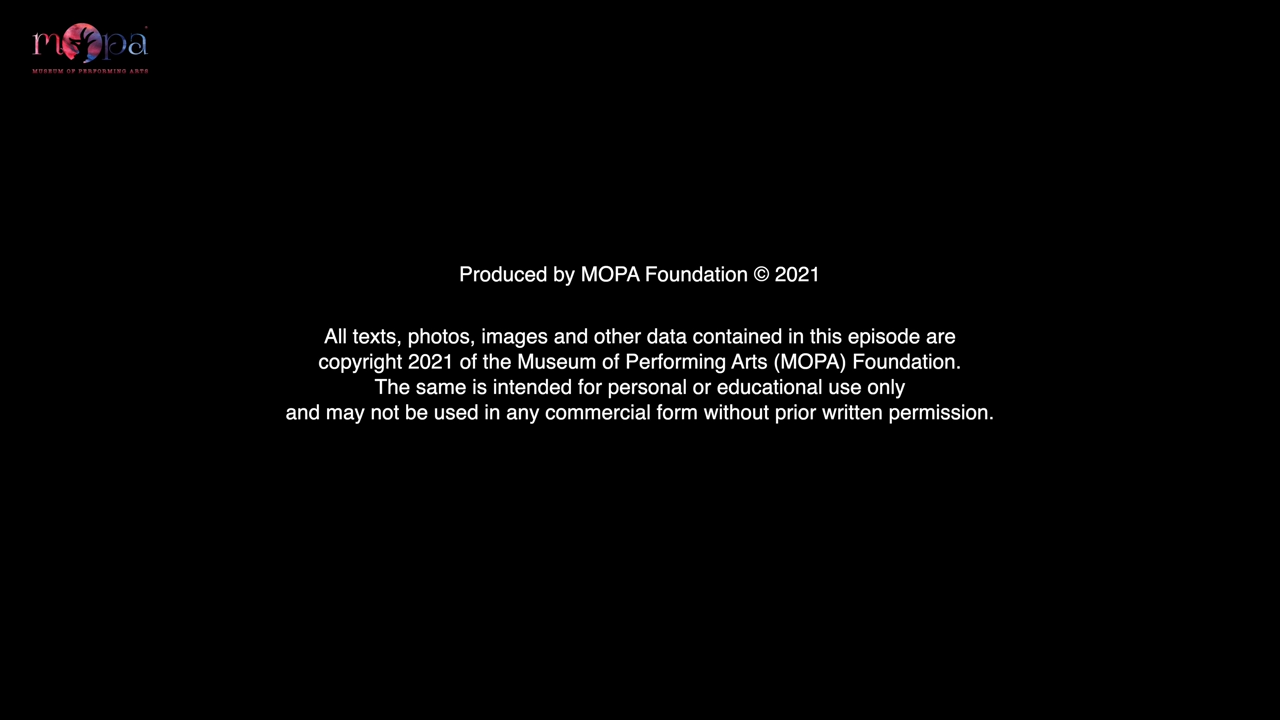 mopa
MUSEUM OF PERFORMING ARTS
Produced by MOPA Foundation © 2021
All texts, photos, images and other data contained in this episode are
copyright 2021 of the Museum of Performing Arts (MOPA) Foundation.
The same is intended for personal or educational use only
and may not be used in any commercial form without prior written permission.